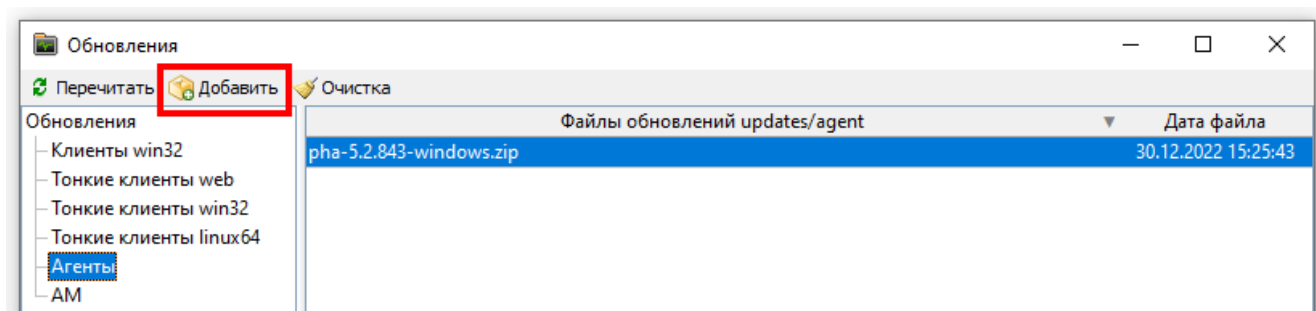 Обновления
Перечитать Добавить Очистка
Обновления
Клиенты win32
Тонкие клиенты web
Тонкие клиенты win32
Тонкие клиенты linux64
Агенты
АМ
Файлы обновлений updates/agent Дата файла
pha-5.2.843-windows.zip 30.12.2022 15:25:43